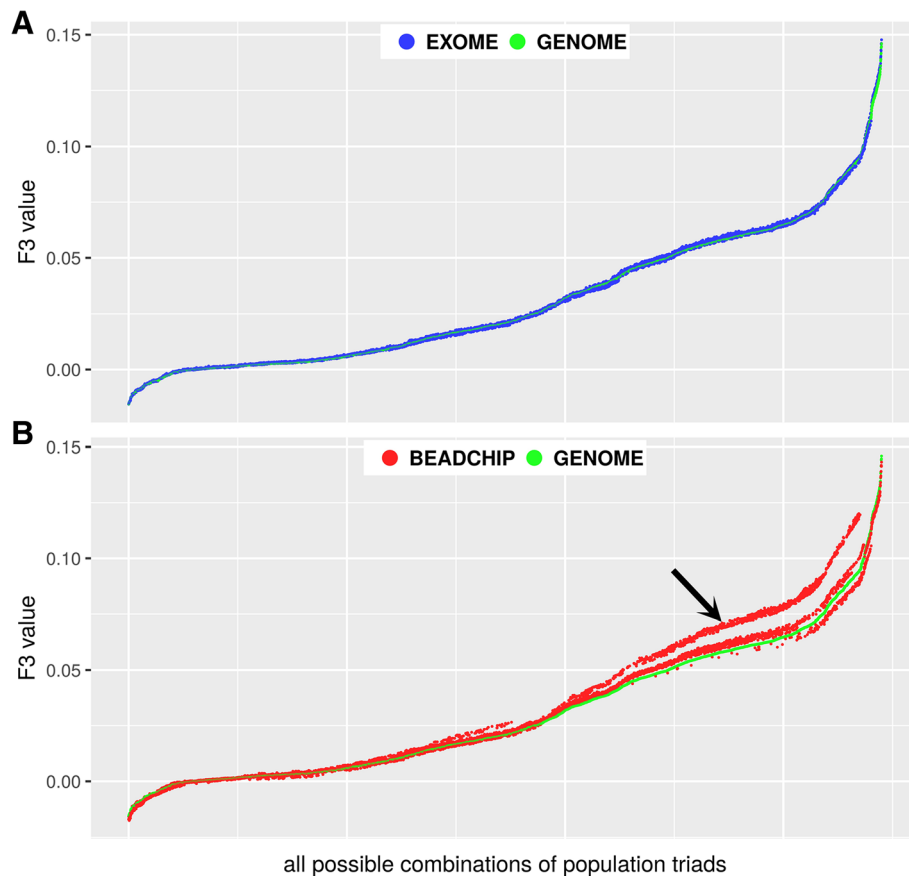 A
EXOME GENOME
0.15
0.10
0.05
0.00
F3 value
B
BEADCHIP GENOME
0.15
0.10
0.05
0.00
F3 value
all possible combinations of population triads